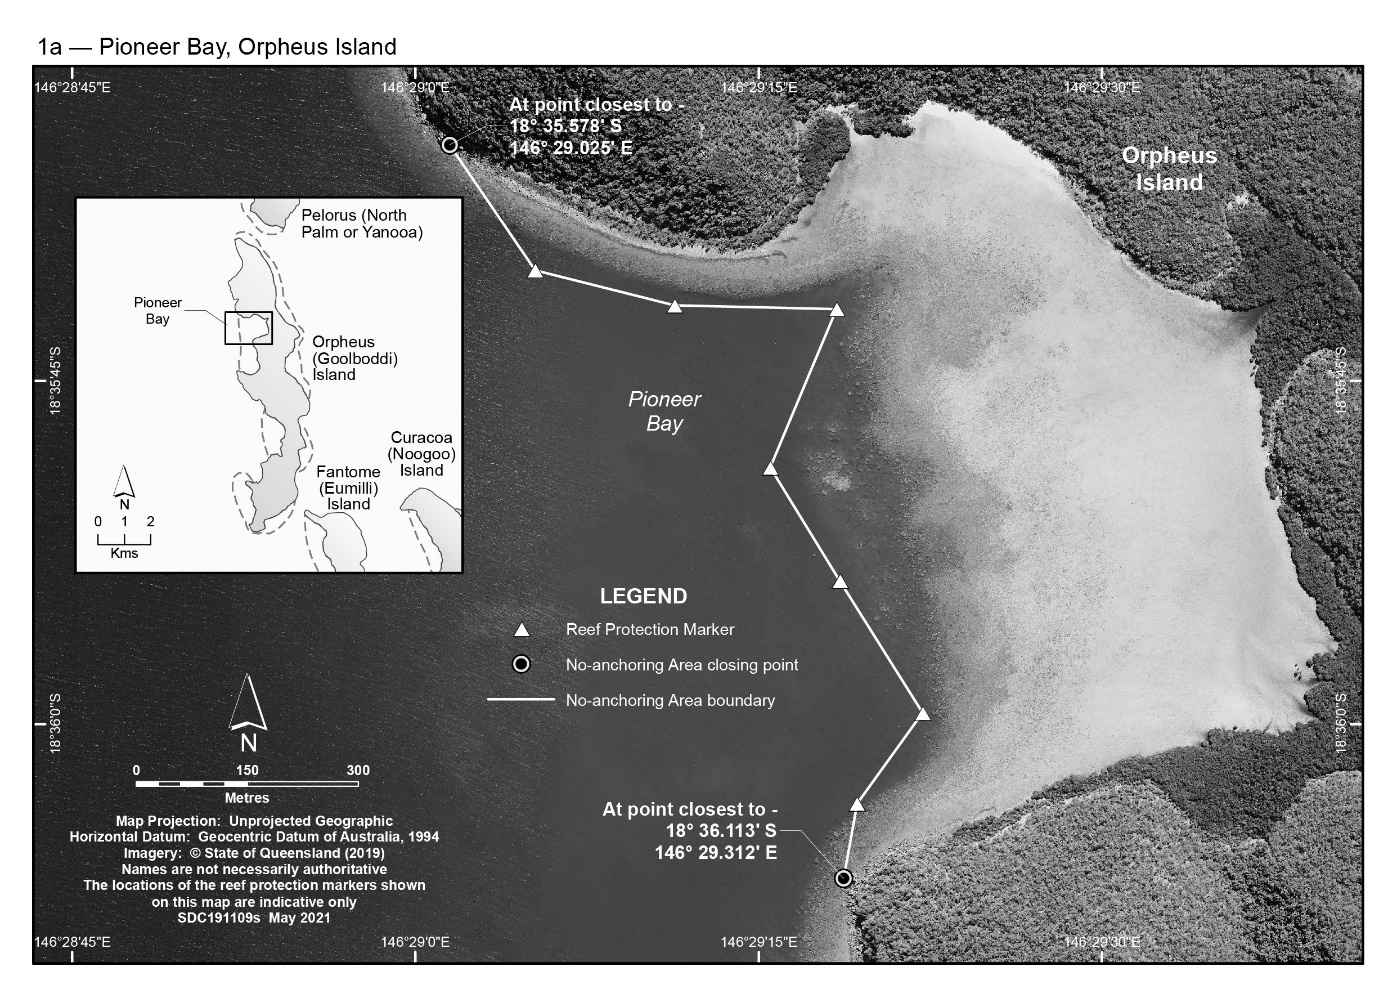 1a — Pioneer Bay, Orpheus Island
146°28'45"E
146°29'0"E
146°29'15"E
146°29'30"E
At point closest to -
18° 35.578' S
146° 29.025' E
Orpheus
Island
Pelorus (North
Palm or Yanooa)
Pioneer
Bay
Orpheus
(Goolboddi)
Island
Curacoa
(Noogoo)
Island
Fantome
(Eumilli)
Island
N
0 1 2
Kms
18°35'45"S
18°35'45"S
Pioneer
Bay
LEGEND
Reef Protection Marker
No-anchoring Area closing point
No-anchoring Area boundary
18°36'0"S
18°36'0"S
N
0 150 300
Metres
Map Projection: Unprojected Geographic
Horizontal Datum: Geocentric Datum of Australia, 1994
Imagery: © State of Queensland (2019)
Names are not necessarily authoritative
The locations of the reef protection markers shown
on this map are indicative only
SDC191109s May 2021
At point closest to -
18° 36.113' S
146° 29.312' E
146°28'45"E
146°29'0"E
146°29'15"E
146°29'30"E